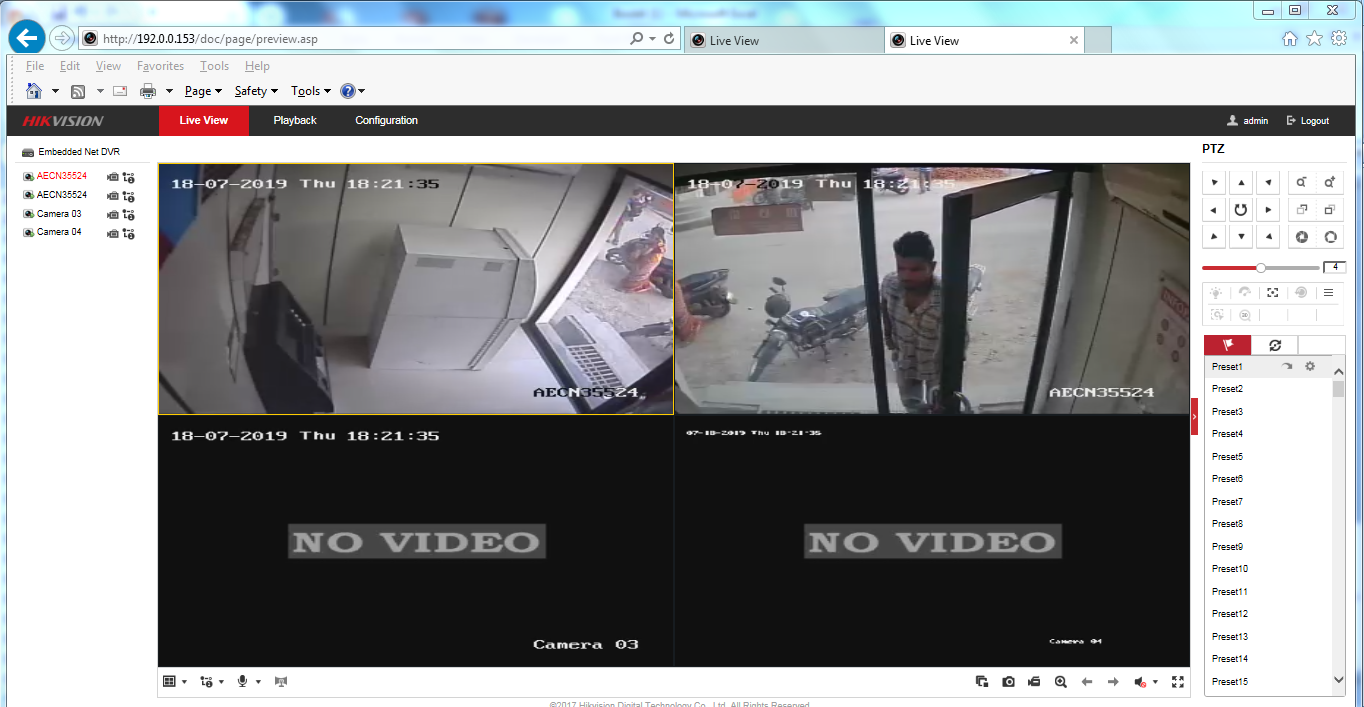 http://192.0.0.153/doc/page/preview.asp
Live View
Live View
File Edit View Favorites Tools Help
Page Safety Tools
HIKVISION
Live View Playback Configuration
admin Logout
Embedded Net DVR
PTZ
AECN35524
AECN35524
Camera 03
Camera 04
18-07-2019 Thu 18:21:35
AECN35524
18-07-2019 Thu 18:21:35
AECN35524
18-07-2019 Thu 18:21:35
NO VIDEO
Camera 03
07-18-2019 Thu 18:21:35
NO VIDEO
Camera 04
4
Preset1
Preset2
Preset3
Preset4
Preset5
Preset6
Preset7
Preset8
Preset9
Preset10
Preset11
Preset12
Preset13
Preset14
Preset15
©2017 Hikvision Digital Technology Co., Ltd. All Rights Reserved.